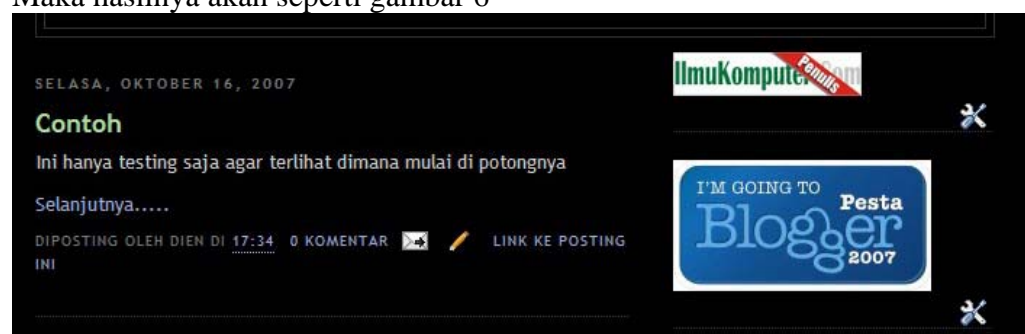 Maka hasilnya akan seperti gambar 6
SELASA, OKTOBER 16, 2007
Contoh
Ini hanya testing saja agar terlihat dimana mulai di potongnya
Selanjutnya.....
DIPOSTING OLEH DIEN DI 17:34 0 KOMENTAR LINK KE POSTING
INI
IlmuKomputer.Com
Penulis
I'M GOING TO
Pesta
Blogger
2007